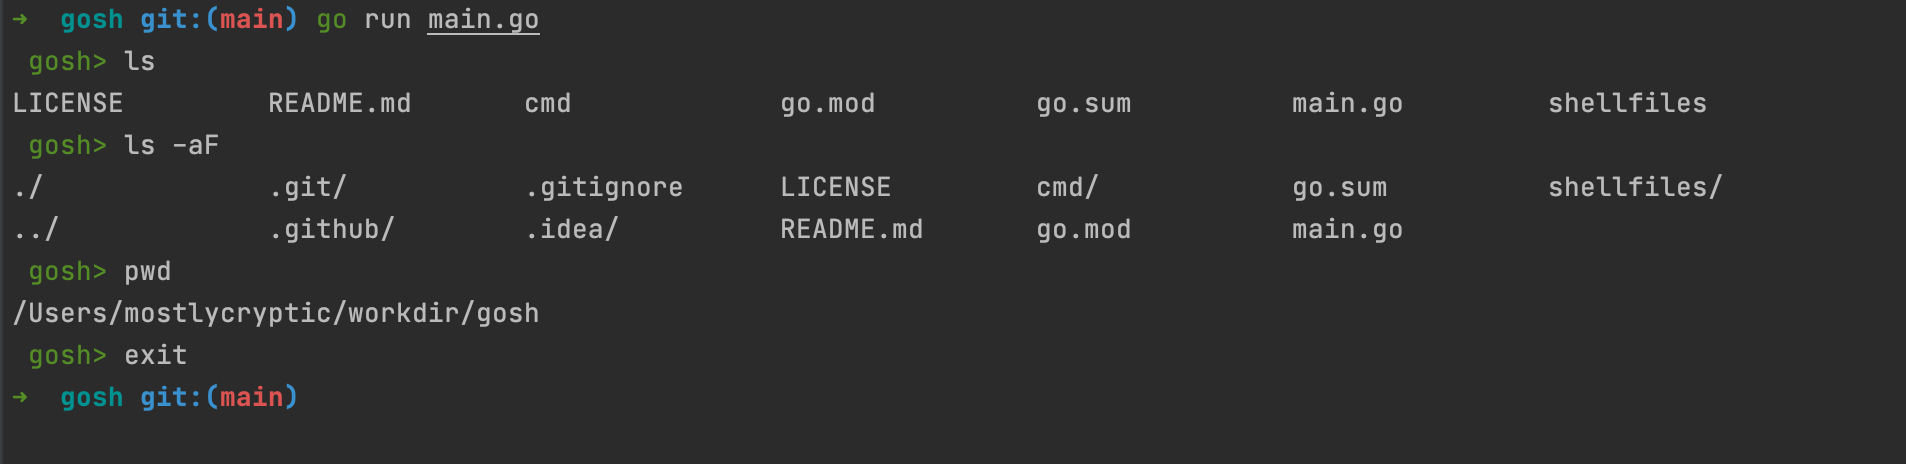 ➜  gosh git:(main) go run main.go
 gosh> ls
LICENSE         README.md       cmd             go.mod          go.sum          main.go         shellfiles
 gosh> ls -aF
./              .git/           .gitignore      LICENSE         cmd/            go.sum          shellfiles/
../             .github/        .idea/          README.md       go.mod          main.go
 gosh> pwd
/Users/mostlycryptic/workdir/gosh
 gosh> exit
➜  gosh git:(main)